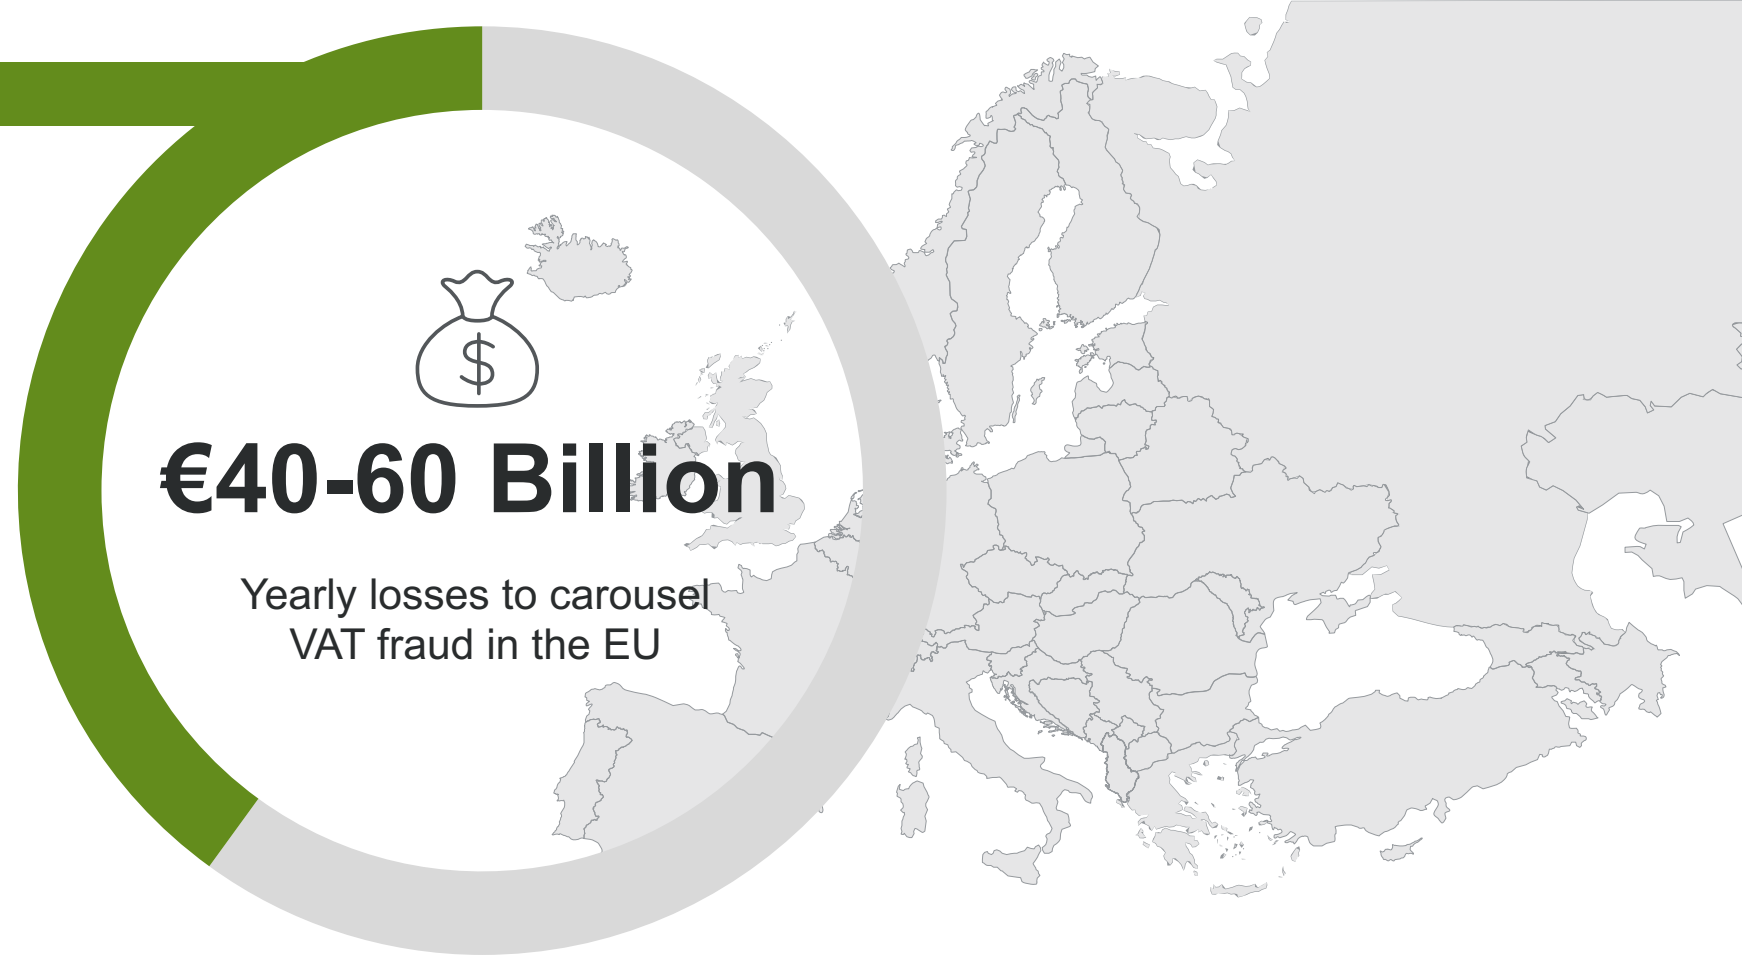 $
€40-60 Billion
Yearly losses to carousel
VAT fraud in the EU